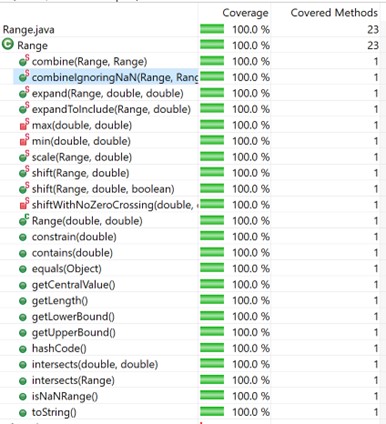 Coverage Covered Methods
Range.java 100.0 % 23
Range 100.0 % 23
combine(Range, Range) 100.0 % 1
combineIgnoringNaN(Range, Rang 100.0 % 1
expand(Range, double, double) 100.0 % 1
expandToInclude(Range, double) 100.0 % 1
max(double, double) 100.0 % 1
min(double, double) 100.0 % 1
scale(Range, double) 100.0 % 1
shift(Range, double) 100.0 % 1
shift(Range, double, boolean) 100.0 % 1
shiftWithNoZeroCrossing(double, 100.0 % 1
Range(double, double) 100.0 % 1
constrain(double) 100.0 % 1
contains(double) 100.0 % 1
equals(Object) 100.0 % 1
getCentralValue() 100.0 % 1
getLength() 100.0 % 1
getLowerBound() 100.0 % 1
getUpperBound() 100.0 % 1
hashCode() 100.0 % 1
intersects(double, double) 100.0 % 1
intersects(Range) 100.0 % 1
isNaNRange() 100.0 % 1
toString() 100.0 % 1